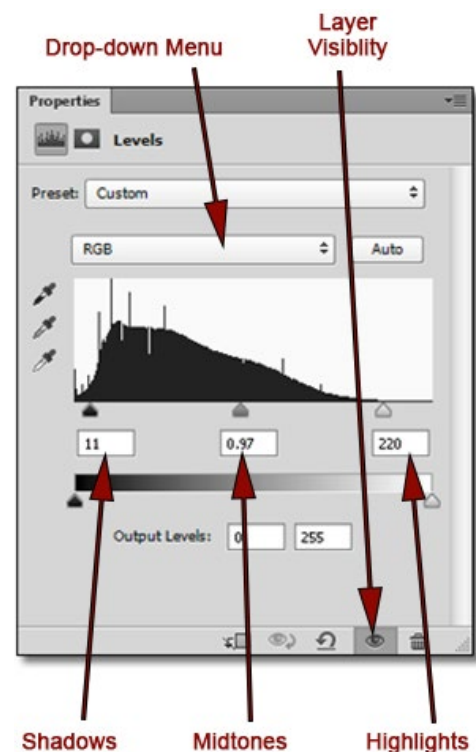 Layer
Visiblity
Drop-down Menu
Properties
Levels
Preset: Custom
RGB
Auto
11
0.97
220
Output Levels: 0 255
Shadows
Midtones
Highlights